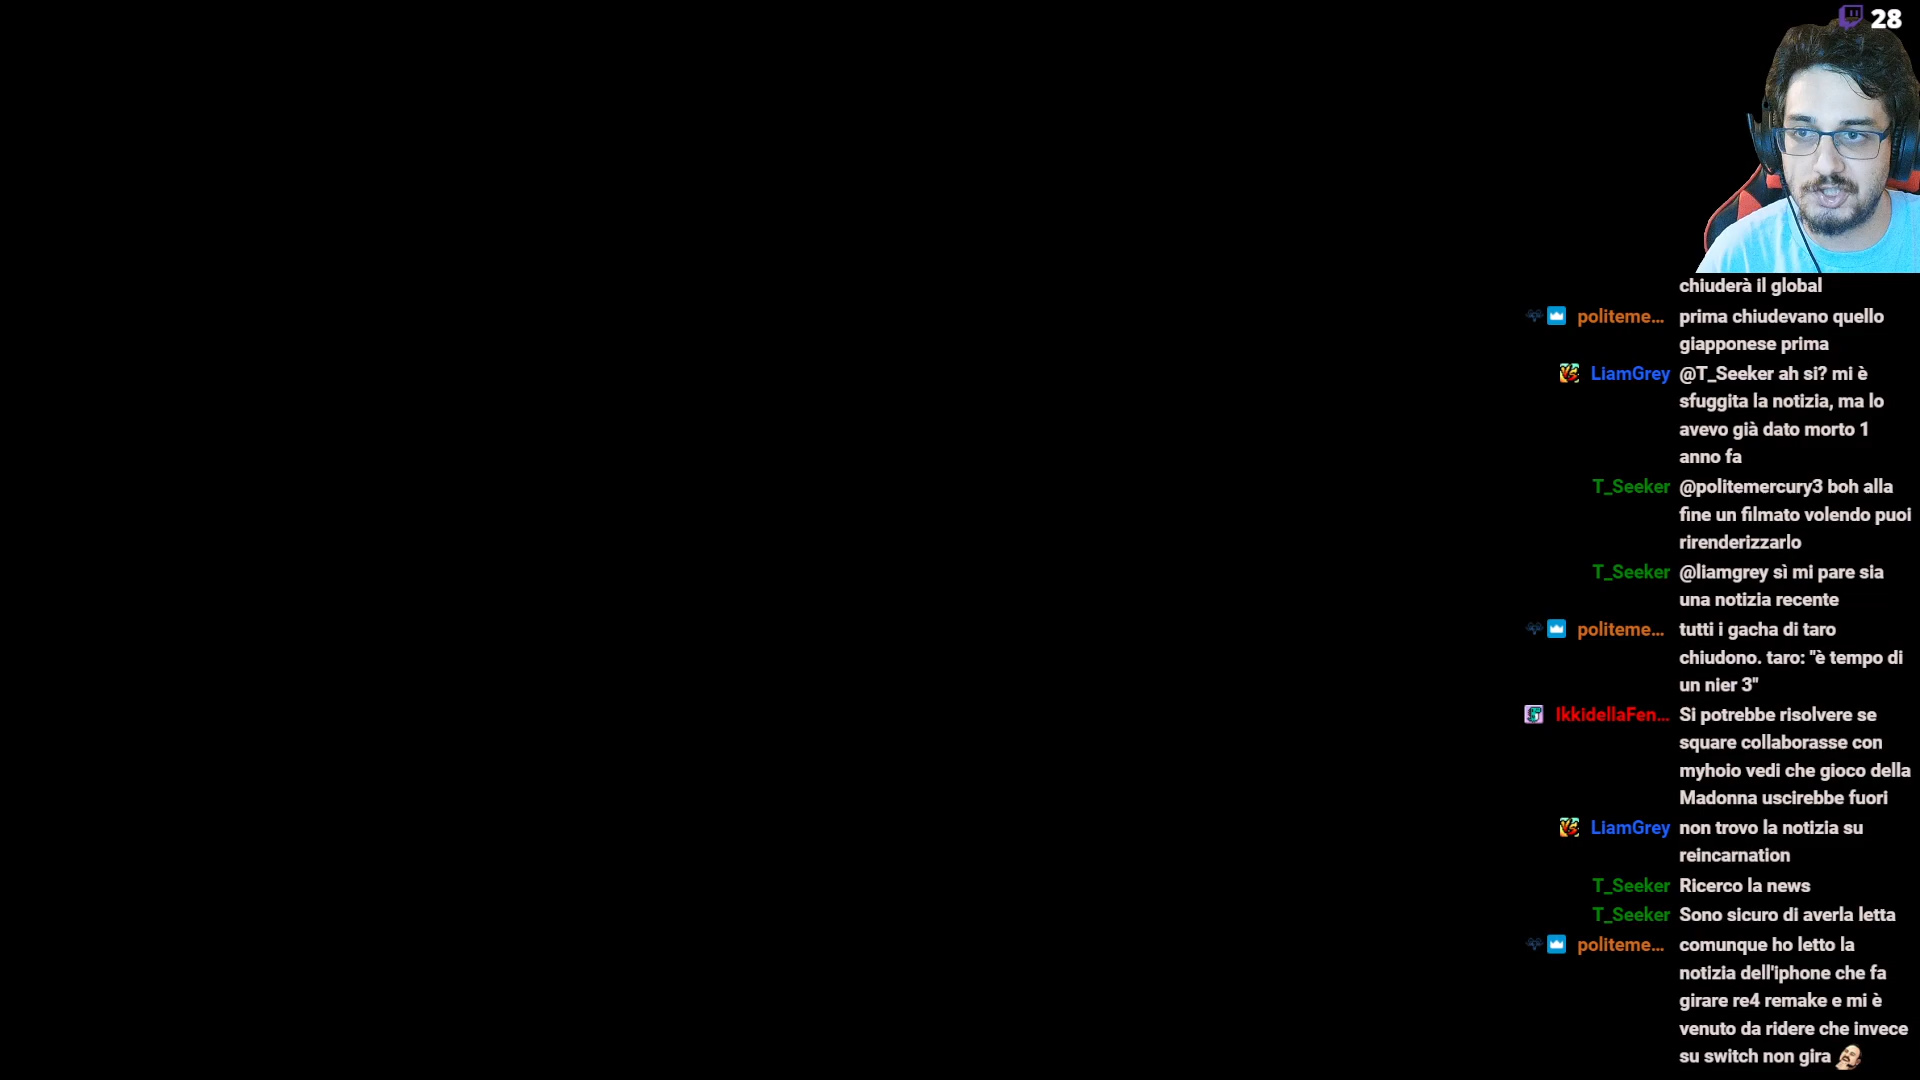 28
chiuderà il global
politeme... prima chiudevano quello
giapponese prima
LiamGrey @T_Seeker ah si? mi è
sfuggita la notizia, ma lo
avevo già dato morto 1
anno fa
T_Seeker @politemercury3 boh alla
fine un filmato volendo puoi
rirenderizzarlo
T_Seeker @liamgrey sì mi pare sia
una notizia recente
politeme... tutti i gacha di taro
chiudono. taro: "è tempo di
un nier 3"
IkkidellaFen... Si potrebbe risolvere se
square collaborasse con
myhoio vedi che gioco della
Madonna uscirebbe fuori
LiamGrey non trovo la notizia su
reincarnation
T_Seeker Ricerco la news
T_Seeker Sono sicuro di averla letta
politeme... comunque ho letto la
notizia dell'iphone che fa
girare re4 remake e mi è
venuto da ridere che invece
su switch non gira